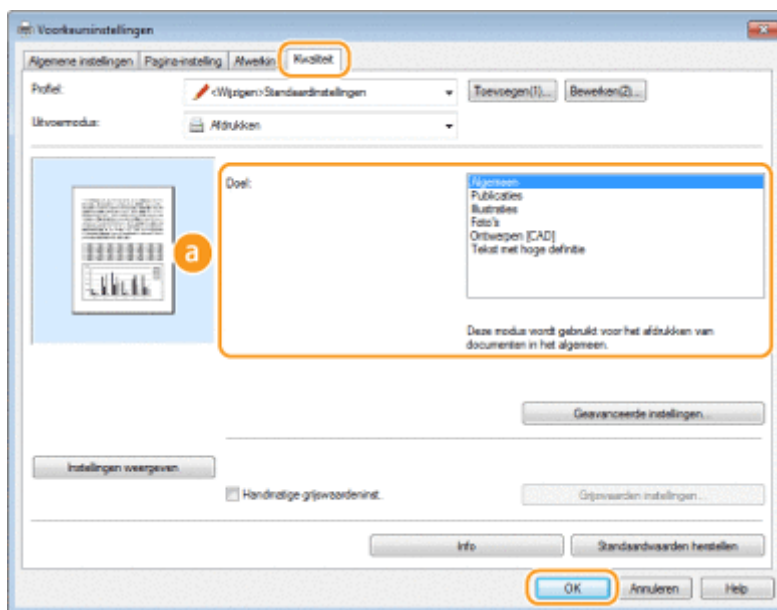 Voorkeursinstellingen
Algemene instellingen Pagina-instelling Afwerkin Kwaliteit
Profiel: <Wijzigen>Standaardinstellingen Toevoegen(1)... Bewerken(2)...
Uitvoermodus: Afdrukken
Doel: Algemeen
Publicaties
Illustraties
Foto's
Ontwerpen [CAD]
Tekst met hoge definitie
a
Deze modus wordt gebruikt voor het afdrukken van
documenten in het algemeen.
Geavanceerde instellingen...
Instellingen weergeven
Handmatige grijswaardeninst. Grijswaarden instellingen...
Info Standaardwaarden herstellen
OK Annuleren Help